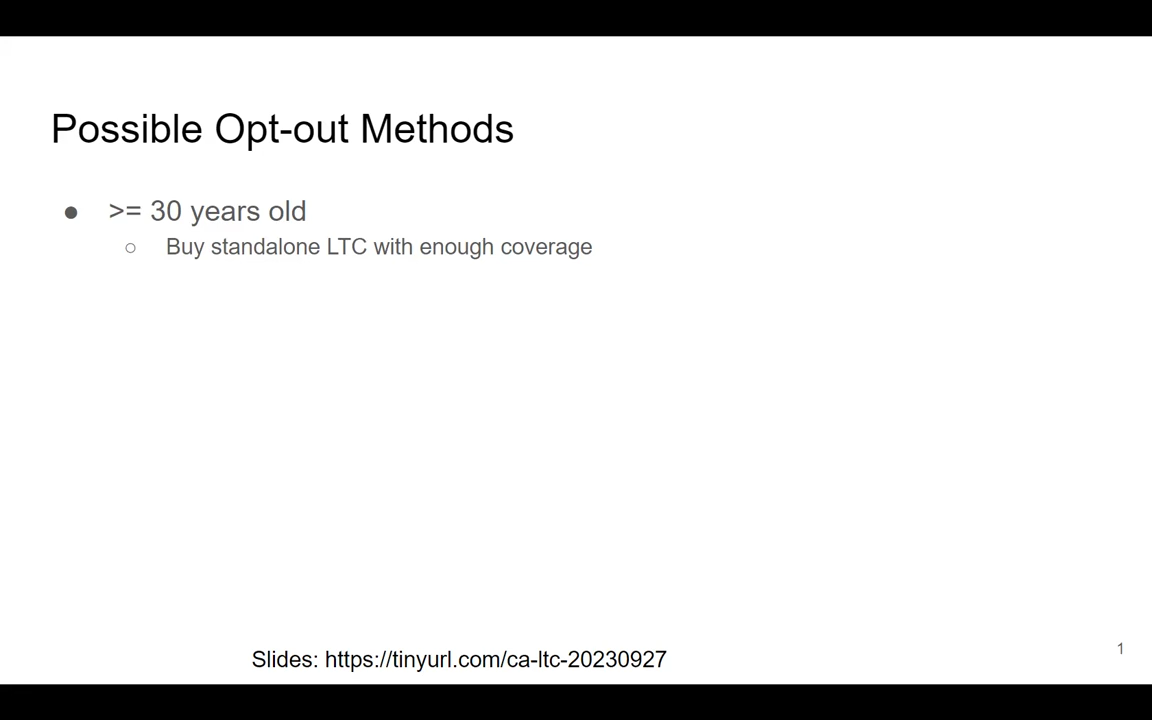 Possible Opt-out Methods
● >= 30 years old
○ Buy standalone LTC with enough coverage
Slides: https://tinyurl.com/ca-ltc-20230927
1